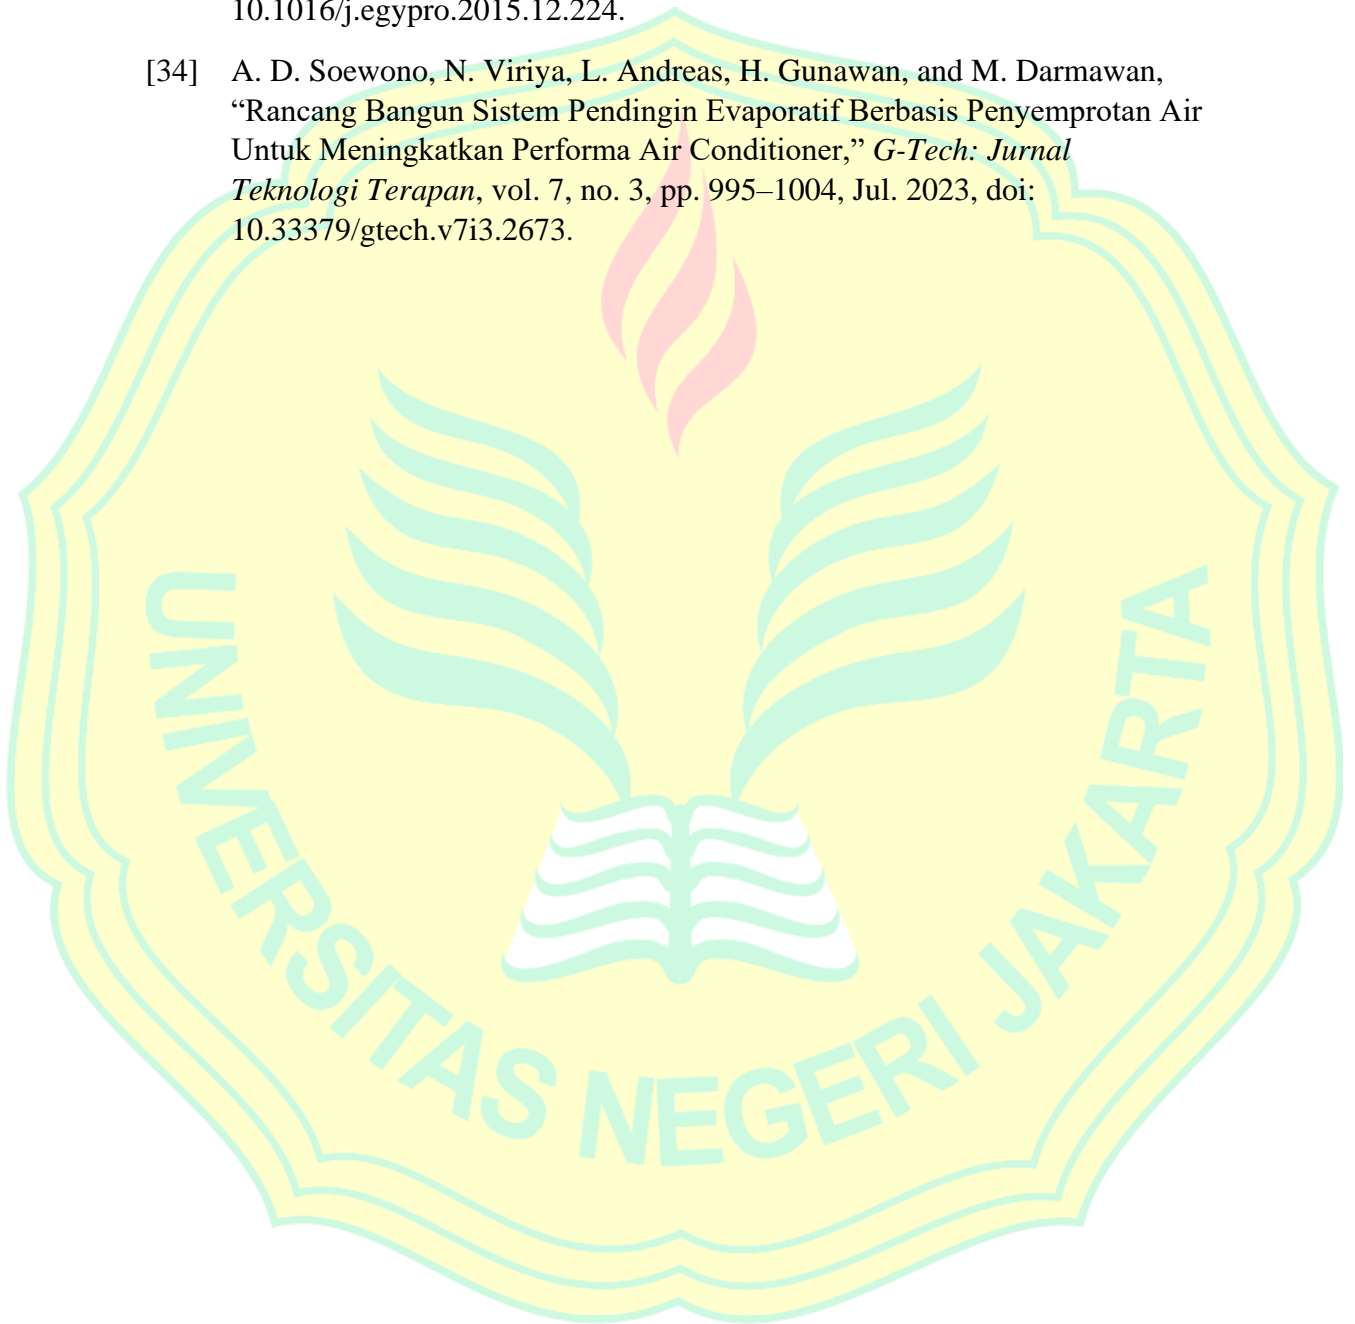 10.1016/j.egypro.2015.12.224.
[34] A. D. Soewono, N. Viriya, L. Andreas, H. Gunawan, and M. Darmawan,
“Rancang Bangun Sistem Pendingin Evaporatif Berbasis Penyemprotan Air
Untuk Meningkatkan Performa Air Conditioner,” G-Tech: Jurnal
Teknologi Terapan, vol. 7, no. 3, pp. 995–1004, Jul. 2023, doi:
10.33379/gtech.v7i3.2673.
UNIVERSITAS NEGERI JAKARTA